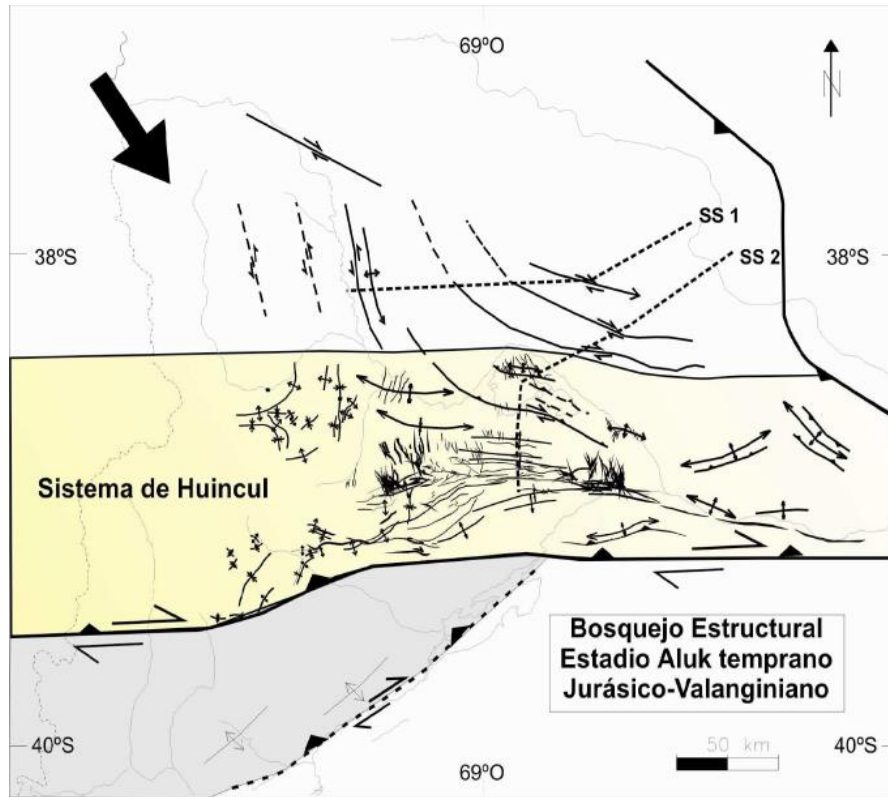 69ºO
N
SS 1
38ºS
38ºS
SS 2
Sistema de Huincul
Bosquejo Estructural
Estadio Aluk temprano
Jurásico-Valanginiano
40ºS
69ºO
50 km
40ºS